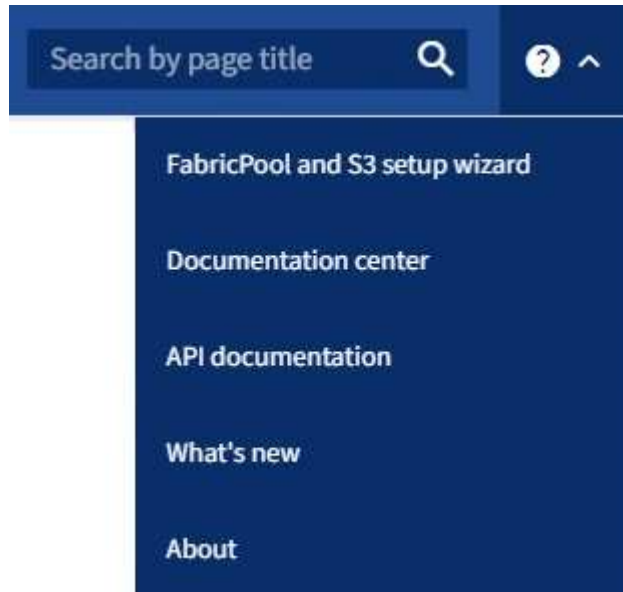 Search by page title
FabricPool and S3 setup wizard
Documentation center
API documentation
What's new
About